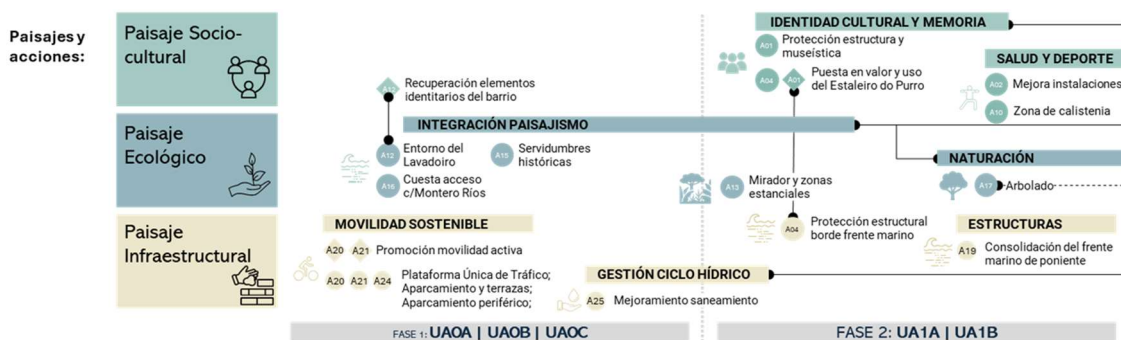 Paisajes y
acciones:
Paisaje Socio-
cultural
Paisaje
Ecológico
Paisaje
Infraestructural
Recuperación elementos
identitarios del barrio
INTEGRACIÓN PAISAJISMO
A12
Entorno del
Lavadoiro
A15
Servidumbres
históricas
A16
Cuesta acceso
c/Montero Ríos
MOVILIDAD SOSTENIBLE
A20 A21 Promoción movilidad activa
A20 A21 A24
Plataforma Única de Tráfico;
Aparcamiento y terrazas;
Aparcamiento periférico;
GESTIÓN CICLO HÍDRICO
A25 Mejoramiento saneamiento
IDENTIDAD CULTURAL Y MEMORIA
A01
Protección estructura y
museística
A04 A01
Puesta en valor y uso
del Estaleiro do Purro
SALUD Y DEPORTE
A02 Mejora instalaciones
A10 Zona de calistenia
NATURACIÓN
A17 Arbolado
A13
Mirador y zonas
estanciales
A04
Protección estructural
borde frente marino
ESTRUCTURAS
A19
Consolidación del frente
marino de poniente
FASE 1: UA0A | UA0B | UA0C
FASE 2: UA1A | UA1B